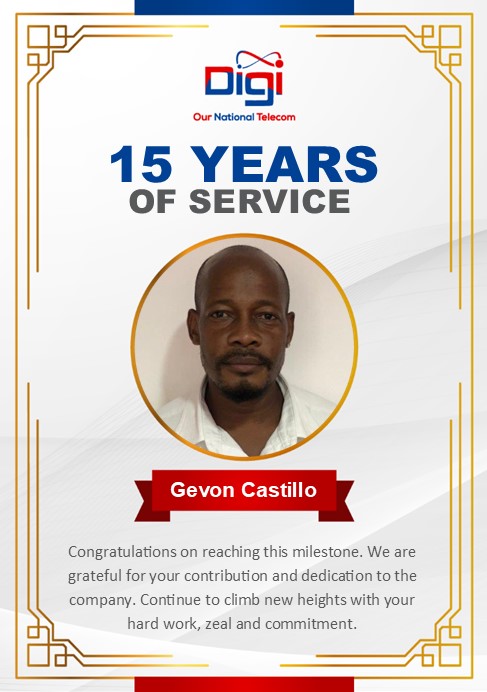 Digi
Our National Telecom
15 YEARS
OF SERVICE
Gevon Castillo
Congratulations on reaching this milestone. We are
grateful for your contribution and dedication to the
company. Continue to climb new heights with your
hard work, zeal and commitment.